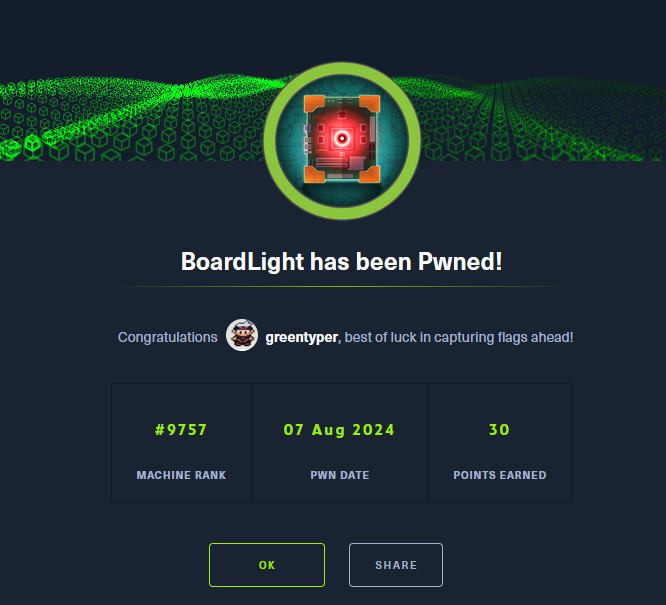 BoardLight has been Pwned!
Congratulations greentyper, best of luck in capturing flags ahead!
#9757 07 Aug 2024 30
MACHINE RANK PWN DATE POINTS EARNED
OK SHARE